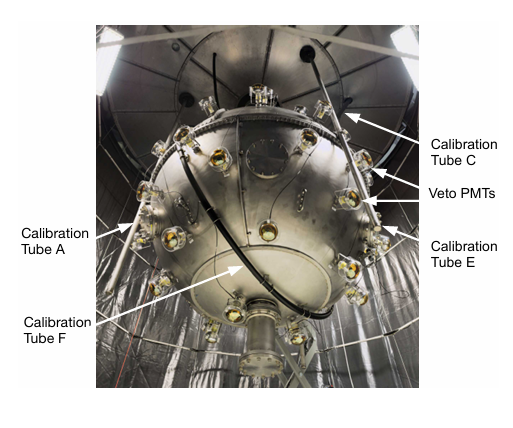 Calibration
Tube C
Veto PMTs
Calibration
Tube A
Calibration
Tube E
Calibration
Tube F